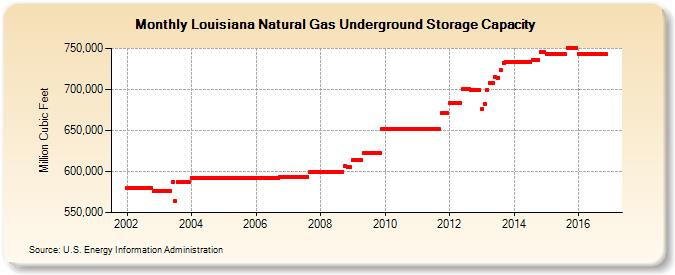 Monthly Louisiana Natural Gas Underground Storage Capacity
Million Cubic Feet
750,000
700,000
650,000
600,000
550,000
2002 2004 2006 2008 2010 2012 2014 2016
Source: U.S. Energy Information Administration